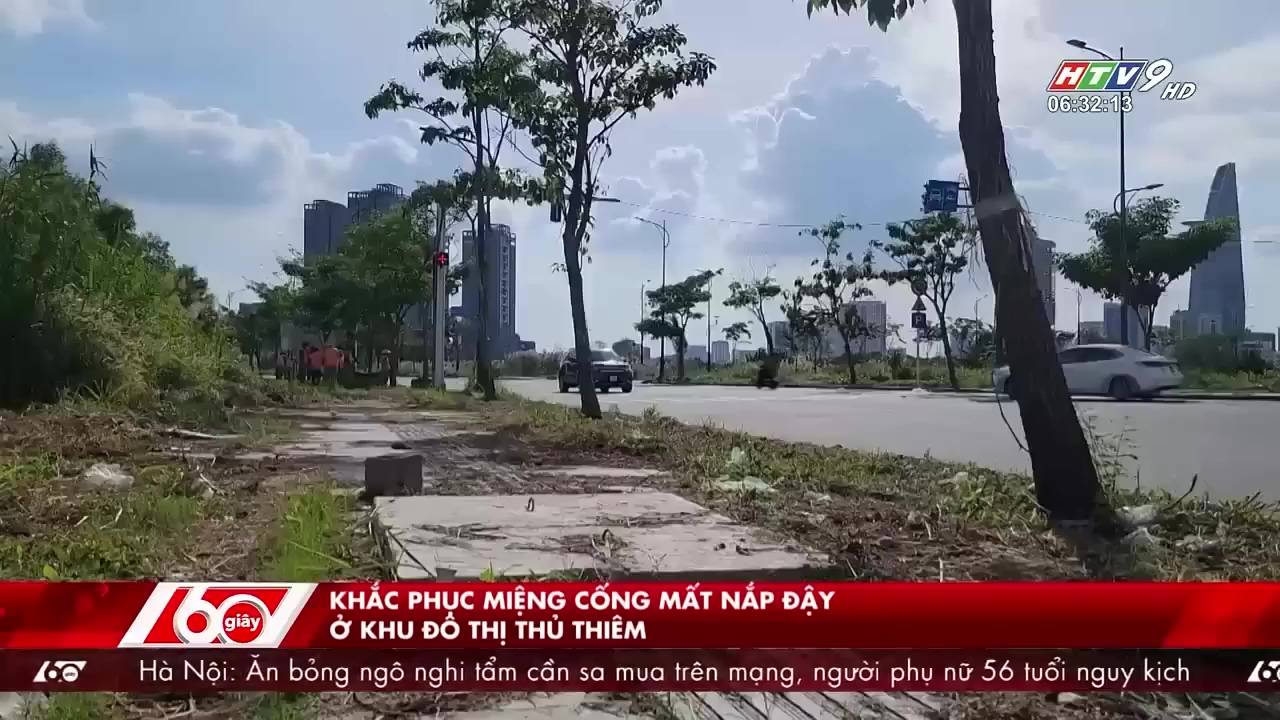 HTV9 HD
06:32:13
60 giây
KHẮC PHỤC MIỆNG CỐNG MẤT NẮP ĐẬY
Ở KHU ĐÔ THỊ THỦ THIÊM
60 Hà Nội: Ăn bỏng ngô nghi tẩm cần sa mua trên mạng, người phụ nữ 56 tuổi nguy kịch